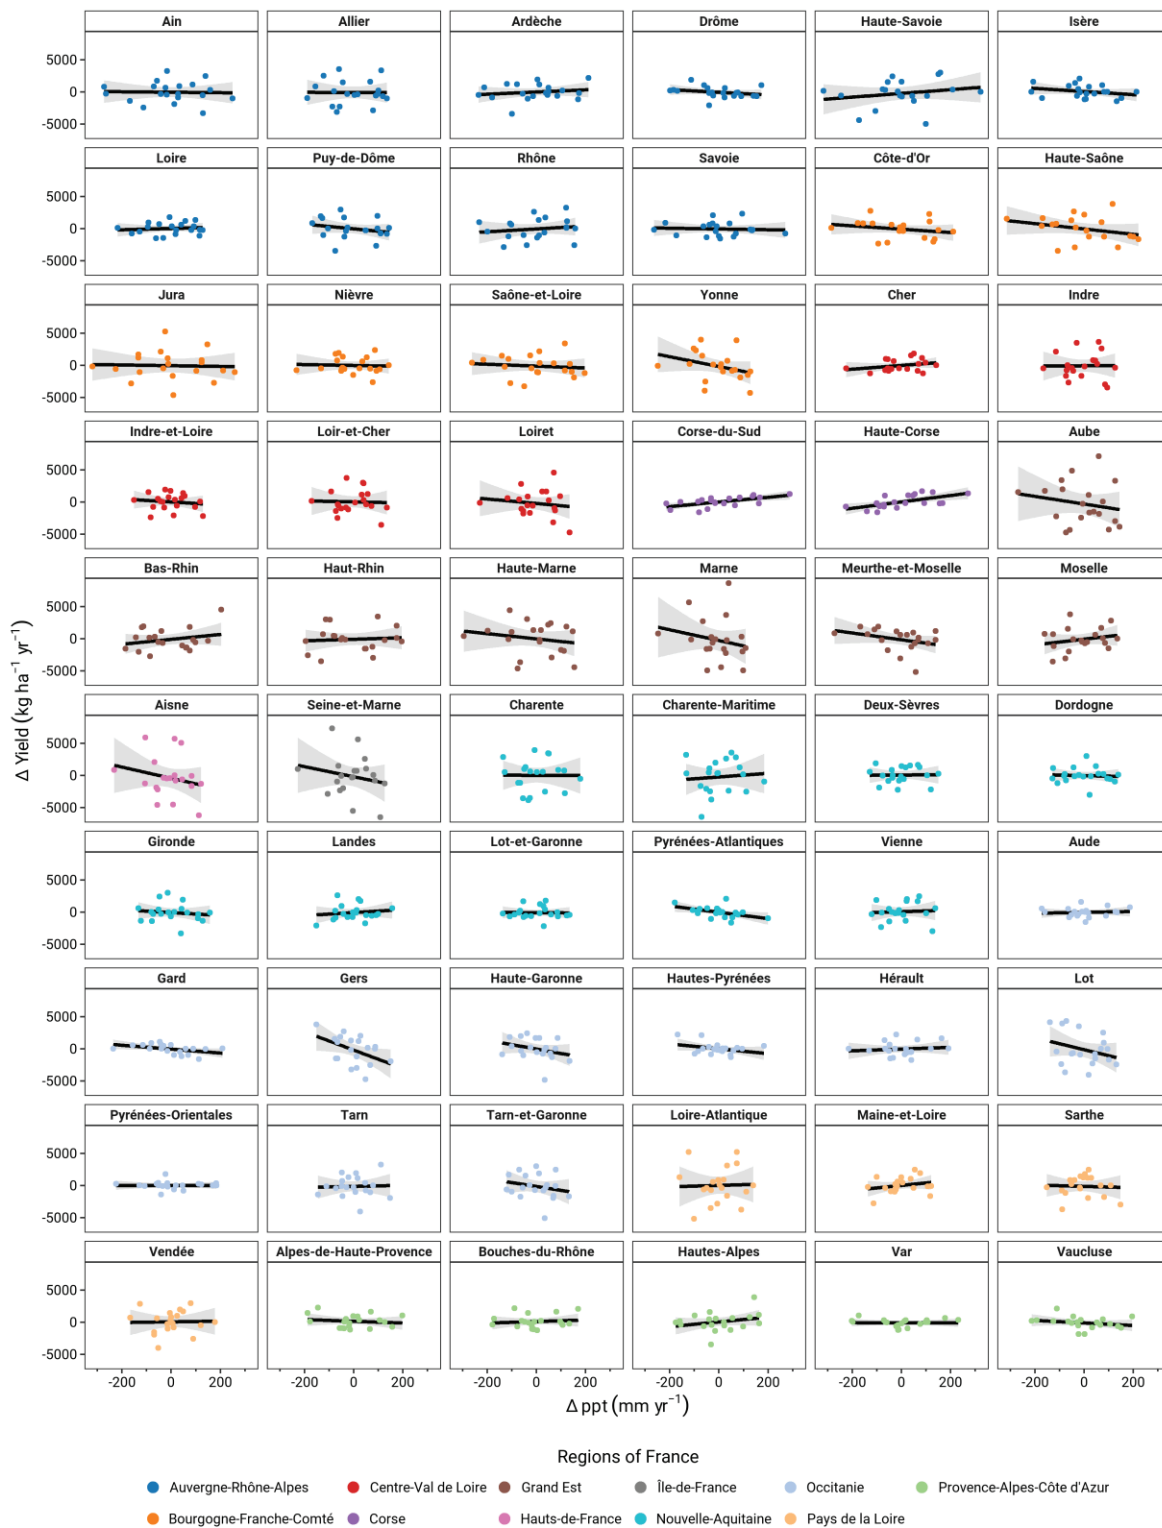 Ain Allier Ardèche Drôme Haute-Savoie Isère
5000
0
-5000
Loire Puy-de-Dôme Rhône Savoie Côte-d'Or Haute-Saône
5000
0
-5000
Jura Nièvre Saône-et-Loire Yonne Cher Indre
5000
0
-5000
Indre-et-Loire Loir-et-Cher Loiret Corse-du-Sud Haute-Corse Aube
5000
0
-5000
Bas-Rhin Haut-Rhin Haute-Marne Marne Meurthe-et-Moselle Moselle
5000
0
-5000
Δ Yield (kg ha⁻¹ yr⁻¹)
Aisne Seine-et-Marne Charente Charente-Maritime Deux-Sèvres Dordogne
5000
0
-5000
Gironde Landes Lot-et-Garonne Pyrénées-Atlantiques Vienne Aude
5000
0
-5000
Gard Gers Haute-Garonne Hautes-Pyrénées Hérault Lot
5000
0
-5000
Pyrénées-Orientales Tarn Tarn-et-Garonne Loire-Atlantique Maine-et-Loire Sarthe
5000
0
-5000
Vendée Alpes-de-Haute-Provence Bouches-du-Rhône Hautes-Alpes Var Vaucluse
5000
0
-5000
-200 0 200 -200 0 200 -200 0 200 -200 0 200 -200 0 200 -200 0 200
Δ ppt (mm yr⁻¹)
Regions of France
Auvergne-Rhône-Alpes Centre-Val de Loire Grand Est Île-de-France Occitanie Provence-Alpes-Côte d'Azur
Bourgogne-Franche-Comté Corse Hauts-de-France Nouvelle-Aquitaine Pays de la Loire